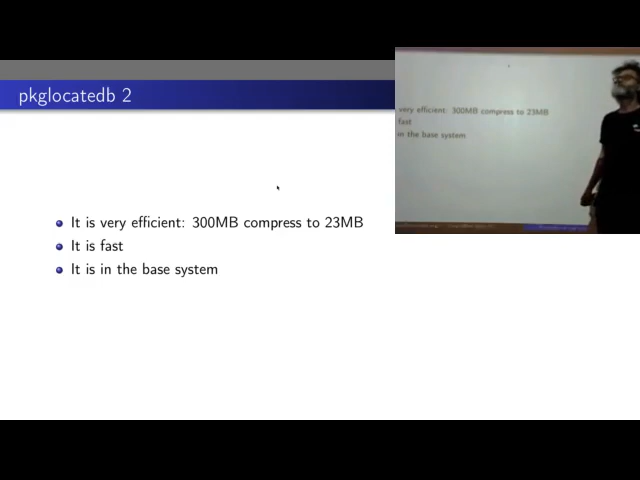 pkglocatedb 2
It is very efficient: 300MB compress to 23MB
It is fast
It is in the base system
very efficient: 300MB compress to 23MB
fast
in the base system